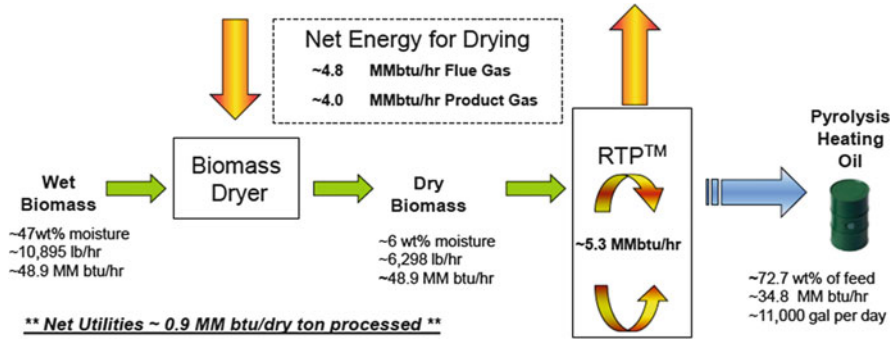 Net Energy for Drying
~4.8 MMbtu/hr Flue Gas
~4.0 MMbtu/hr Product Gas
Biomass
Dryer
Wet
Biomass
~47wt% moisture
~10,895 lb/hr
~48.9 MM btu/hr
Dry
Biomass
~6 wt% moisture
~6,298 lb/hr
~48.9 MM btu/hr
RTP™
~5.3 MMbtu/hr
Pyrolysis
Heating
Oil
~72.7 wt% of feed
~34.8 MM btu/hr
~11,000 gal per day
** Net Utilities ~ 0.9 MM btu/dry ton processed **